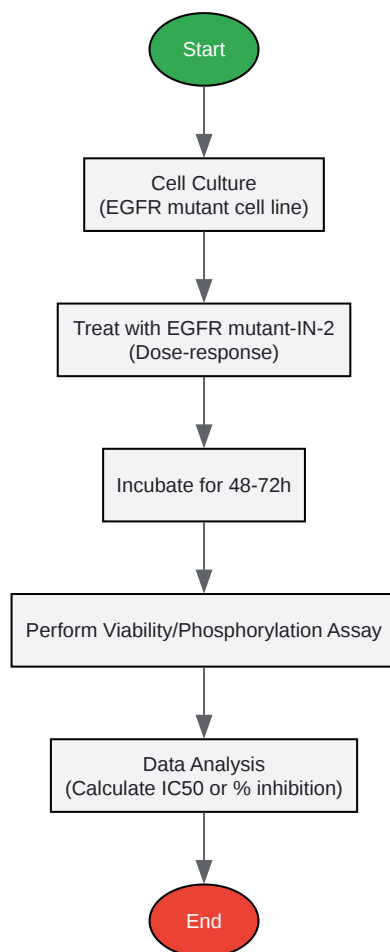 Start
Cell Culture
(EGFR mutant cell line)
Treat with EGFR mutant-IN-2
(Dose-response)
Incubate for 48-72h
Perform Viability/Phosphorylation Assay
Data Analysis
(Calculate IC50 or % inhibition)
End